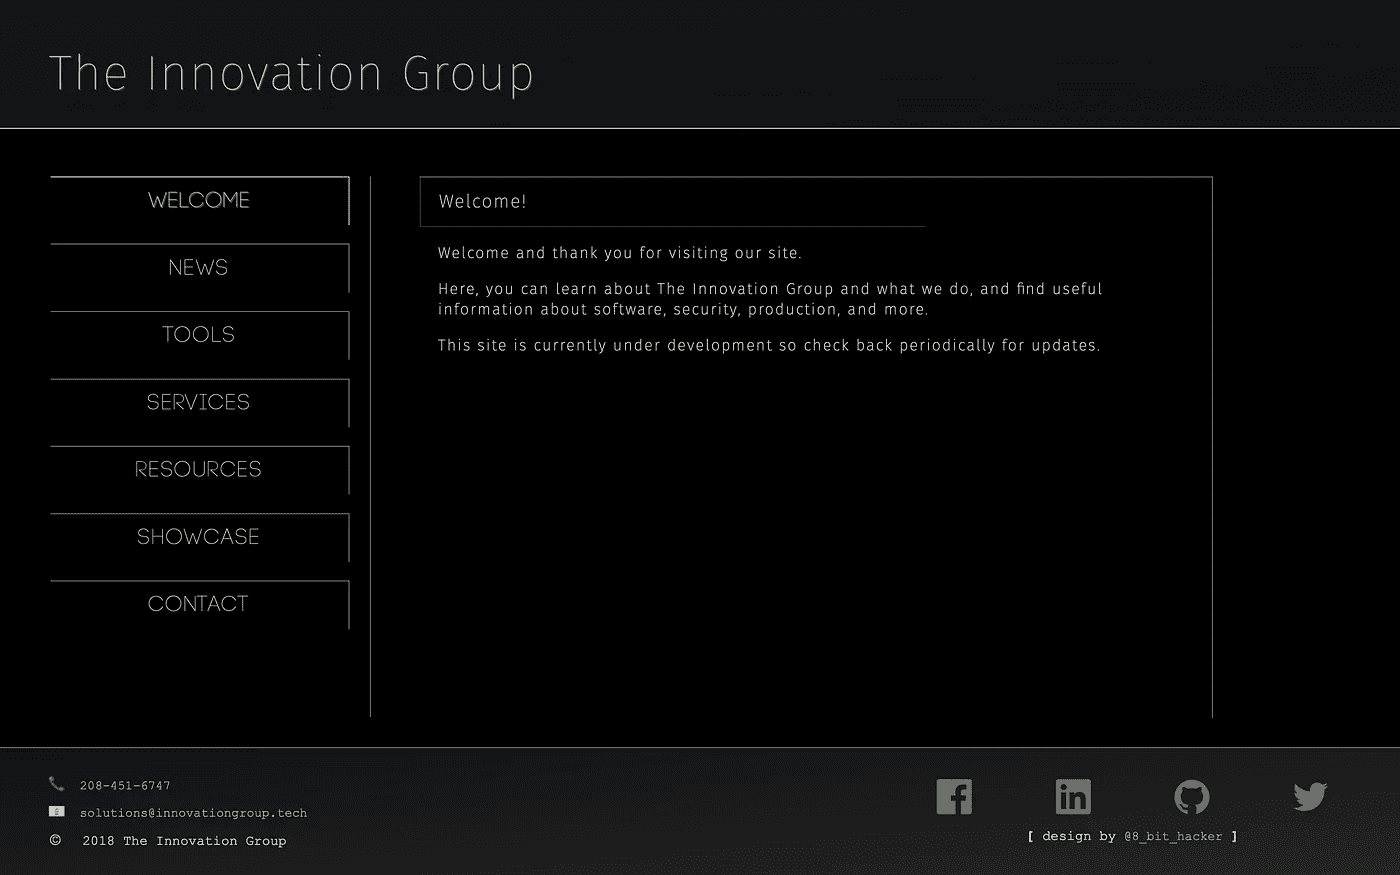 The Innovation Group
WELCOME
NEWS
TOOLS
SERVICES
RESOURCES
SHOWCASE
CONTACT
Welcome!
Welcome and thank you for visiting our site.
Here, you can learn about The Innovation Group and what we do, and find useful
information about software, security, production, and more.
This site is currently under development so check back periodically for updates.
208-451-6747
solutions@innovationgroup.tech
© 2018 The Innovation Group
[ design by @8_bit_hacker ]